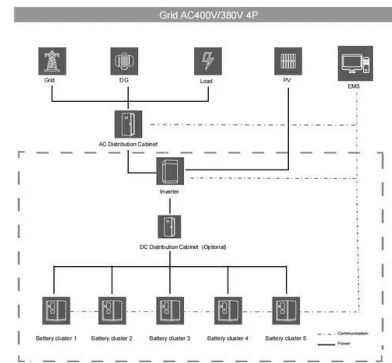 Grid AC400V/380V 4P
Grid
DG
Load
PV
EMS
AC Distribution Cabinet
Inverter
DC Distribution Cabinet (Optional)
Battery cluster 1
Battery cluster 2
Battery cluster 3
Battery cluster 4
Battery cluster 5
Communication
Power